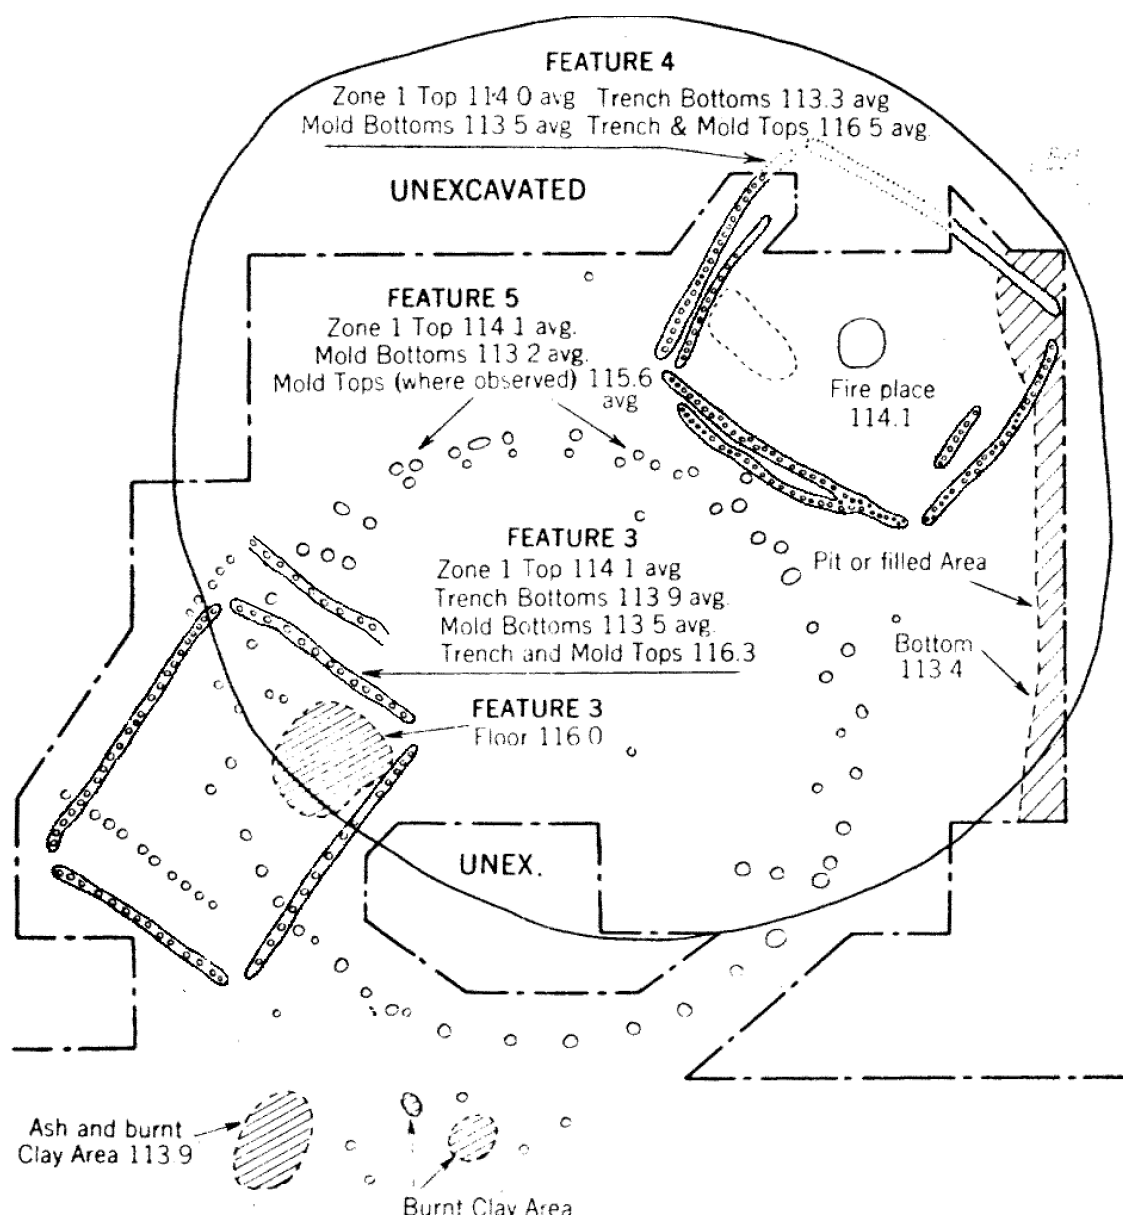 FEATURE 4
Zone 1 Top 114 0 avg Trench Bottoms 113.3 avg
Mold Bottoms 113 5 avg Trench & Mold Tops 116 5 avg.
UNEXCAVATED
FEATURE 5
Zone 1 Top 114 1 avg.
Mold Bottoms 113 2 avg.
Mold Tops (where observed) 115.6
avg
Fire place
114.1
FEATURE 3
Zone 1 Top 114 1 avg
Trench Bottoms 113 9 avg.
Mold Bottoms 113 5 avg.
Trench and Mold Tops 116.3
Pit or filled Area
Bottom
113 4
FEATURE 3
Floor 116 0
UNEX.
Ash and burnt
Clay Area 113 9
Burnt Clay Area